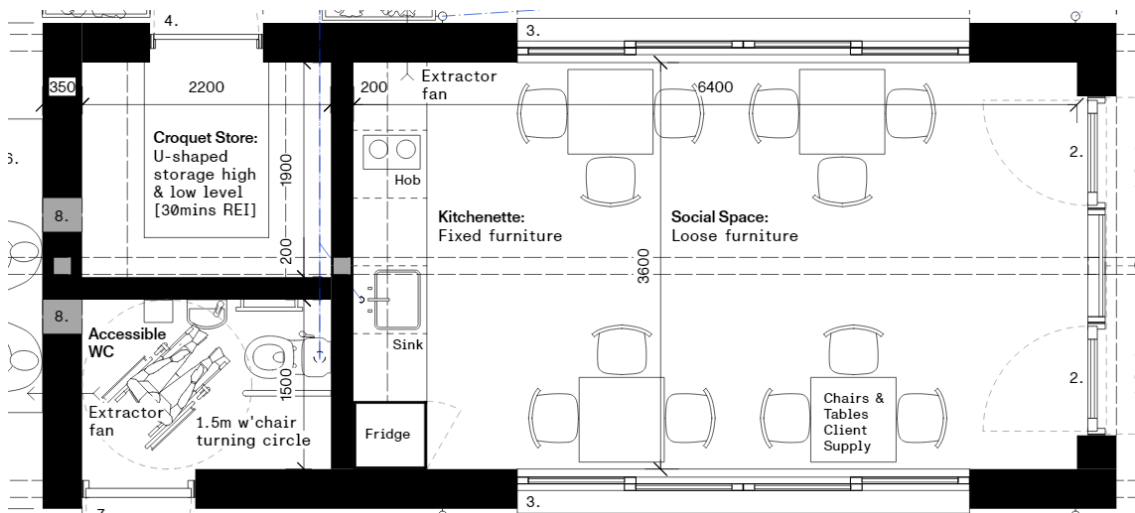 4.
3.
350
2200
200
Extractor
fan
6400
Croquet Store:
U-shaped
storage high
& low level
[30mins REI]
1900
2.
Hob
8.
Kitchenette:
Fixed furniture
Social Space:
Loose furniture
200
3600
8.
Accessible
WC
Sink
1500
2.
Extractor
fan
1.5m w'chair
turning circle
Fridge
Chairs &
Tables
Client
Supply
3.